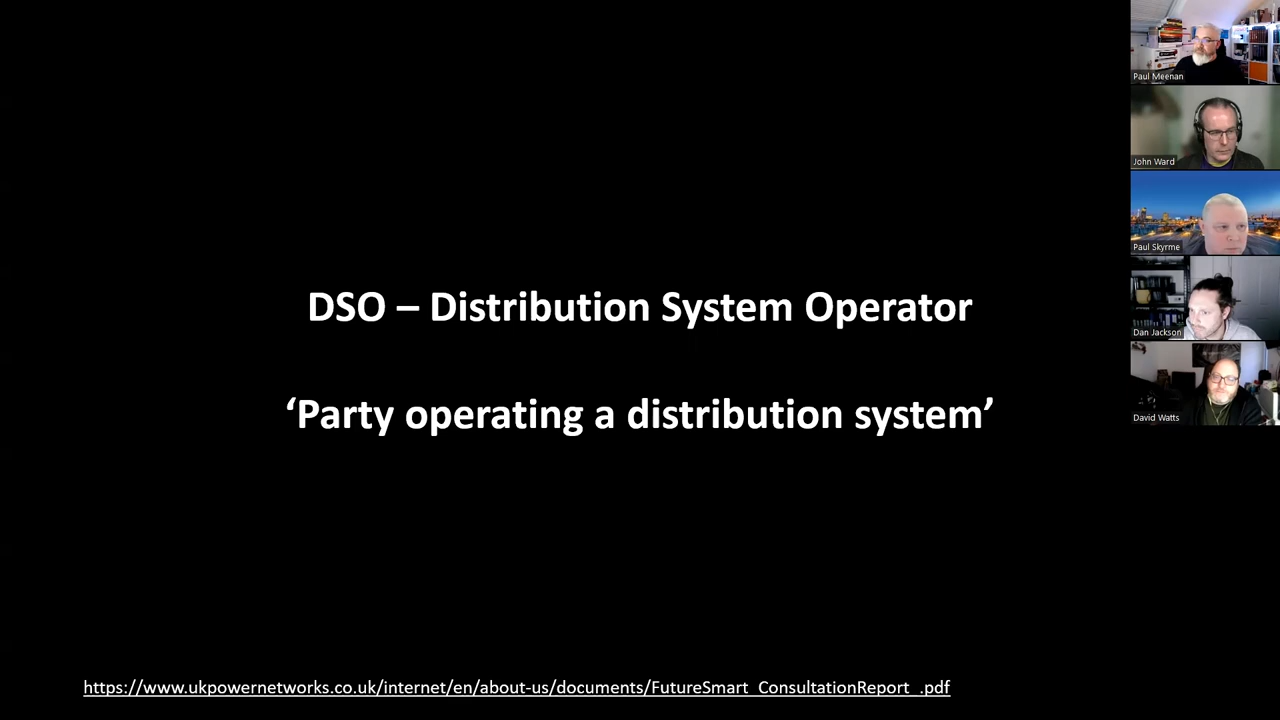 DSO – Distribution System Operator
‘Party operating a distribution system’
https://www.ukpowernetworks.co.uk/internet/en/about-us/documents/FutureSmart_ConsultationReport_.pdf
Paul Meenan
John Ward
Paul Skyrme
Dan Jackson
David Watts